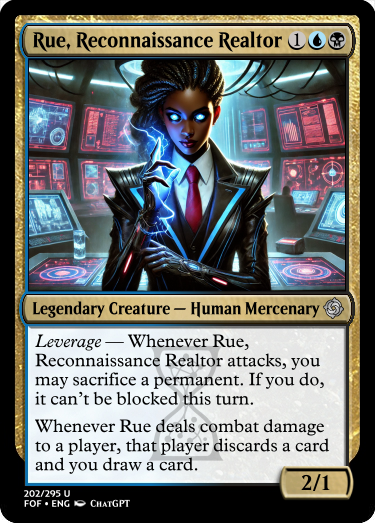 Rue, Reconnaissance Realtor 1
Legendary Creature — Human Mercenary
Leverage — Whenever Rue,
Reconnaissance Realtor attacks, you
may sacrifice a permanent. If you do,
it can't be blocked this turn.
Whenever Rue deals combat damage
to a player, that player discards a card
and you draw a card.
2/1
202/295 U
FOF • ENG ChatGPT